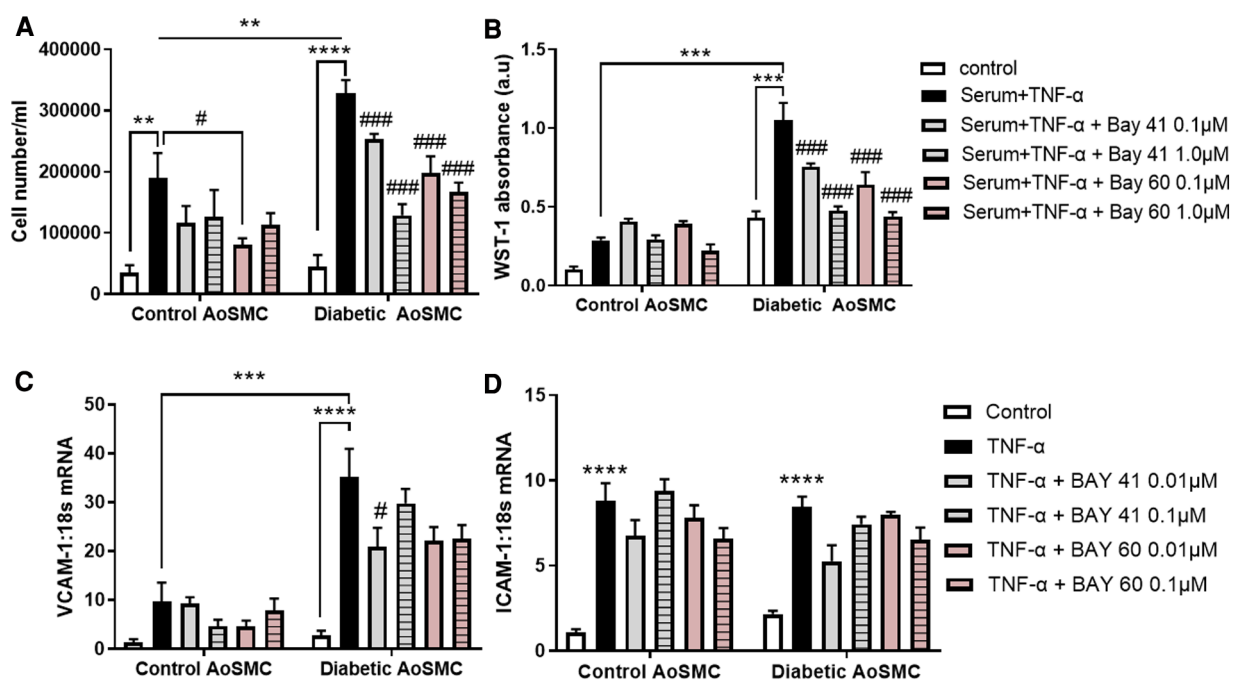 A
**
400000
****
300000
###
**
#
###
200000
###
###
100000
0
Cell number/ml
Control AoSMC
Diabetic AoSMC
B
1.5
***
***
1.0
###
###
###
###
0.5
0.0
WST-1 absorbance (a.u)
Control AoSMC
Diabetic AoSMC
control
Serum+TNF-α
Serum+TNF-α + Bay 41 0.1µM
Serum+TNF-α + Bay 41 1.0µM
Serum+TNF-α + Bay 60 0.1µM
Serum+TNF-α + Bay 60 1.0µM
C
***
50
****
40
30
#
20
10
0
VCAM-1:18s mRNA
Control AoSMC
Diabetic AoSMC
D
15
****
****
10
5
0
ICAM-1:18s mRNA
Control AoSMC
Diabetic AoSMC
Control
TNF-α
TNF-α + BAY 41 0.01µM
TNF-α + BAY 41 0.1µM
TNF-α + BAY 60 0.01µM
TNF-α + BAY 60 0.1µM